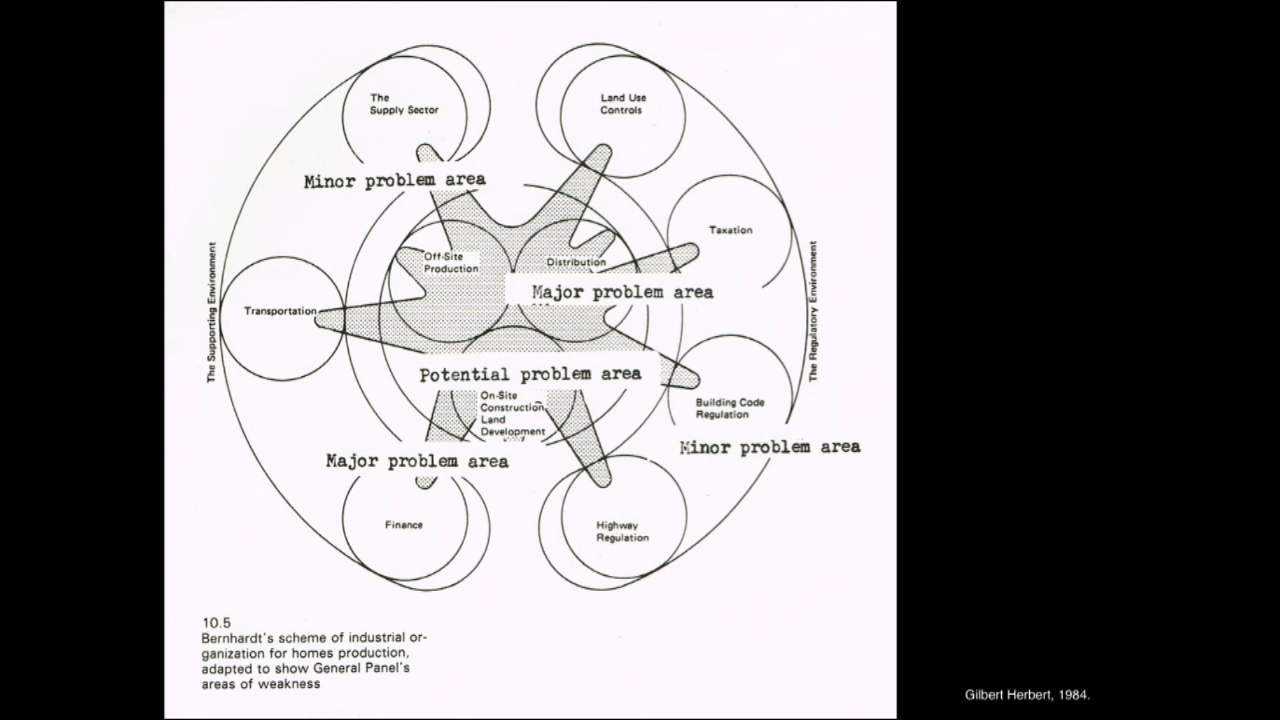 The
Supply Sector
Land Use
Controls
Minor problem area
Taxation
Off-Site
Production
Distribution
Major problem area
The Supporting Environment
The Regulatory Environment
Transportation
Potential problem area
On-Site
Construction
Land
Development
Building Code
Regulation
Minor problem area
Major problem area
Finance
Highway
Regulation
10.5
Bernhardt's scheme of industrial or-
ganization for homes production,
adapted to show General Panel's
areas of weakness
Gilbert Herbert, 1984.